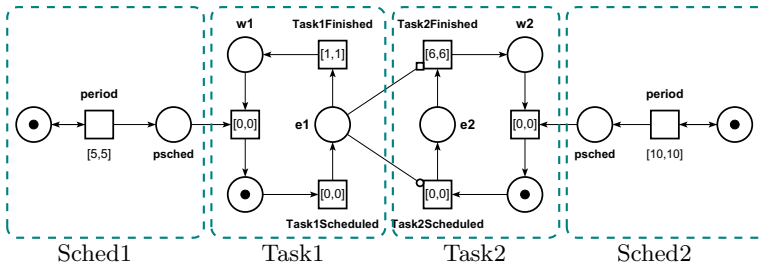 w1
Task1Finished
Task2Finished
w2
[1,1]
[6,6]
period
period
[0,0]
e1
e2
[0,0]
[5,5]
psched
psched
[10,10]
[0,0]
[0,0]
Task1Scheduled
Task2Scheduled
Sched1
Task1
Task2
Sched2